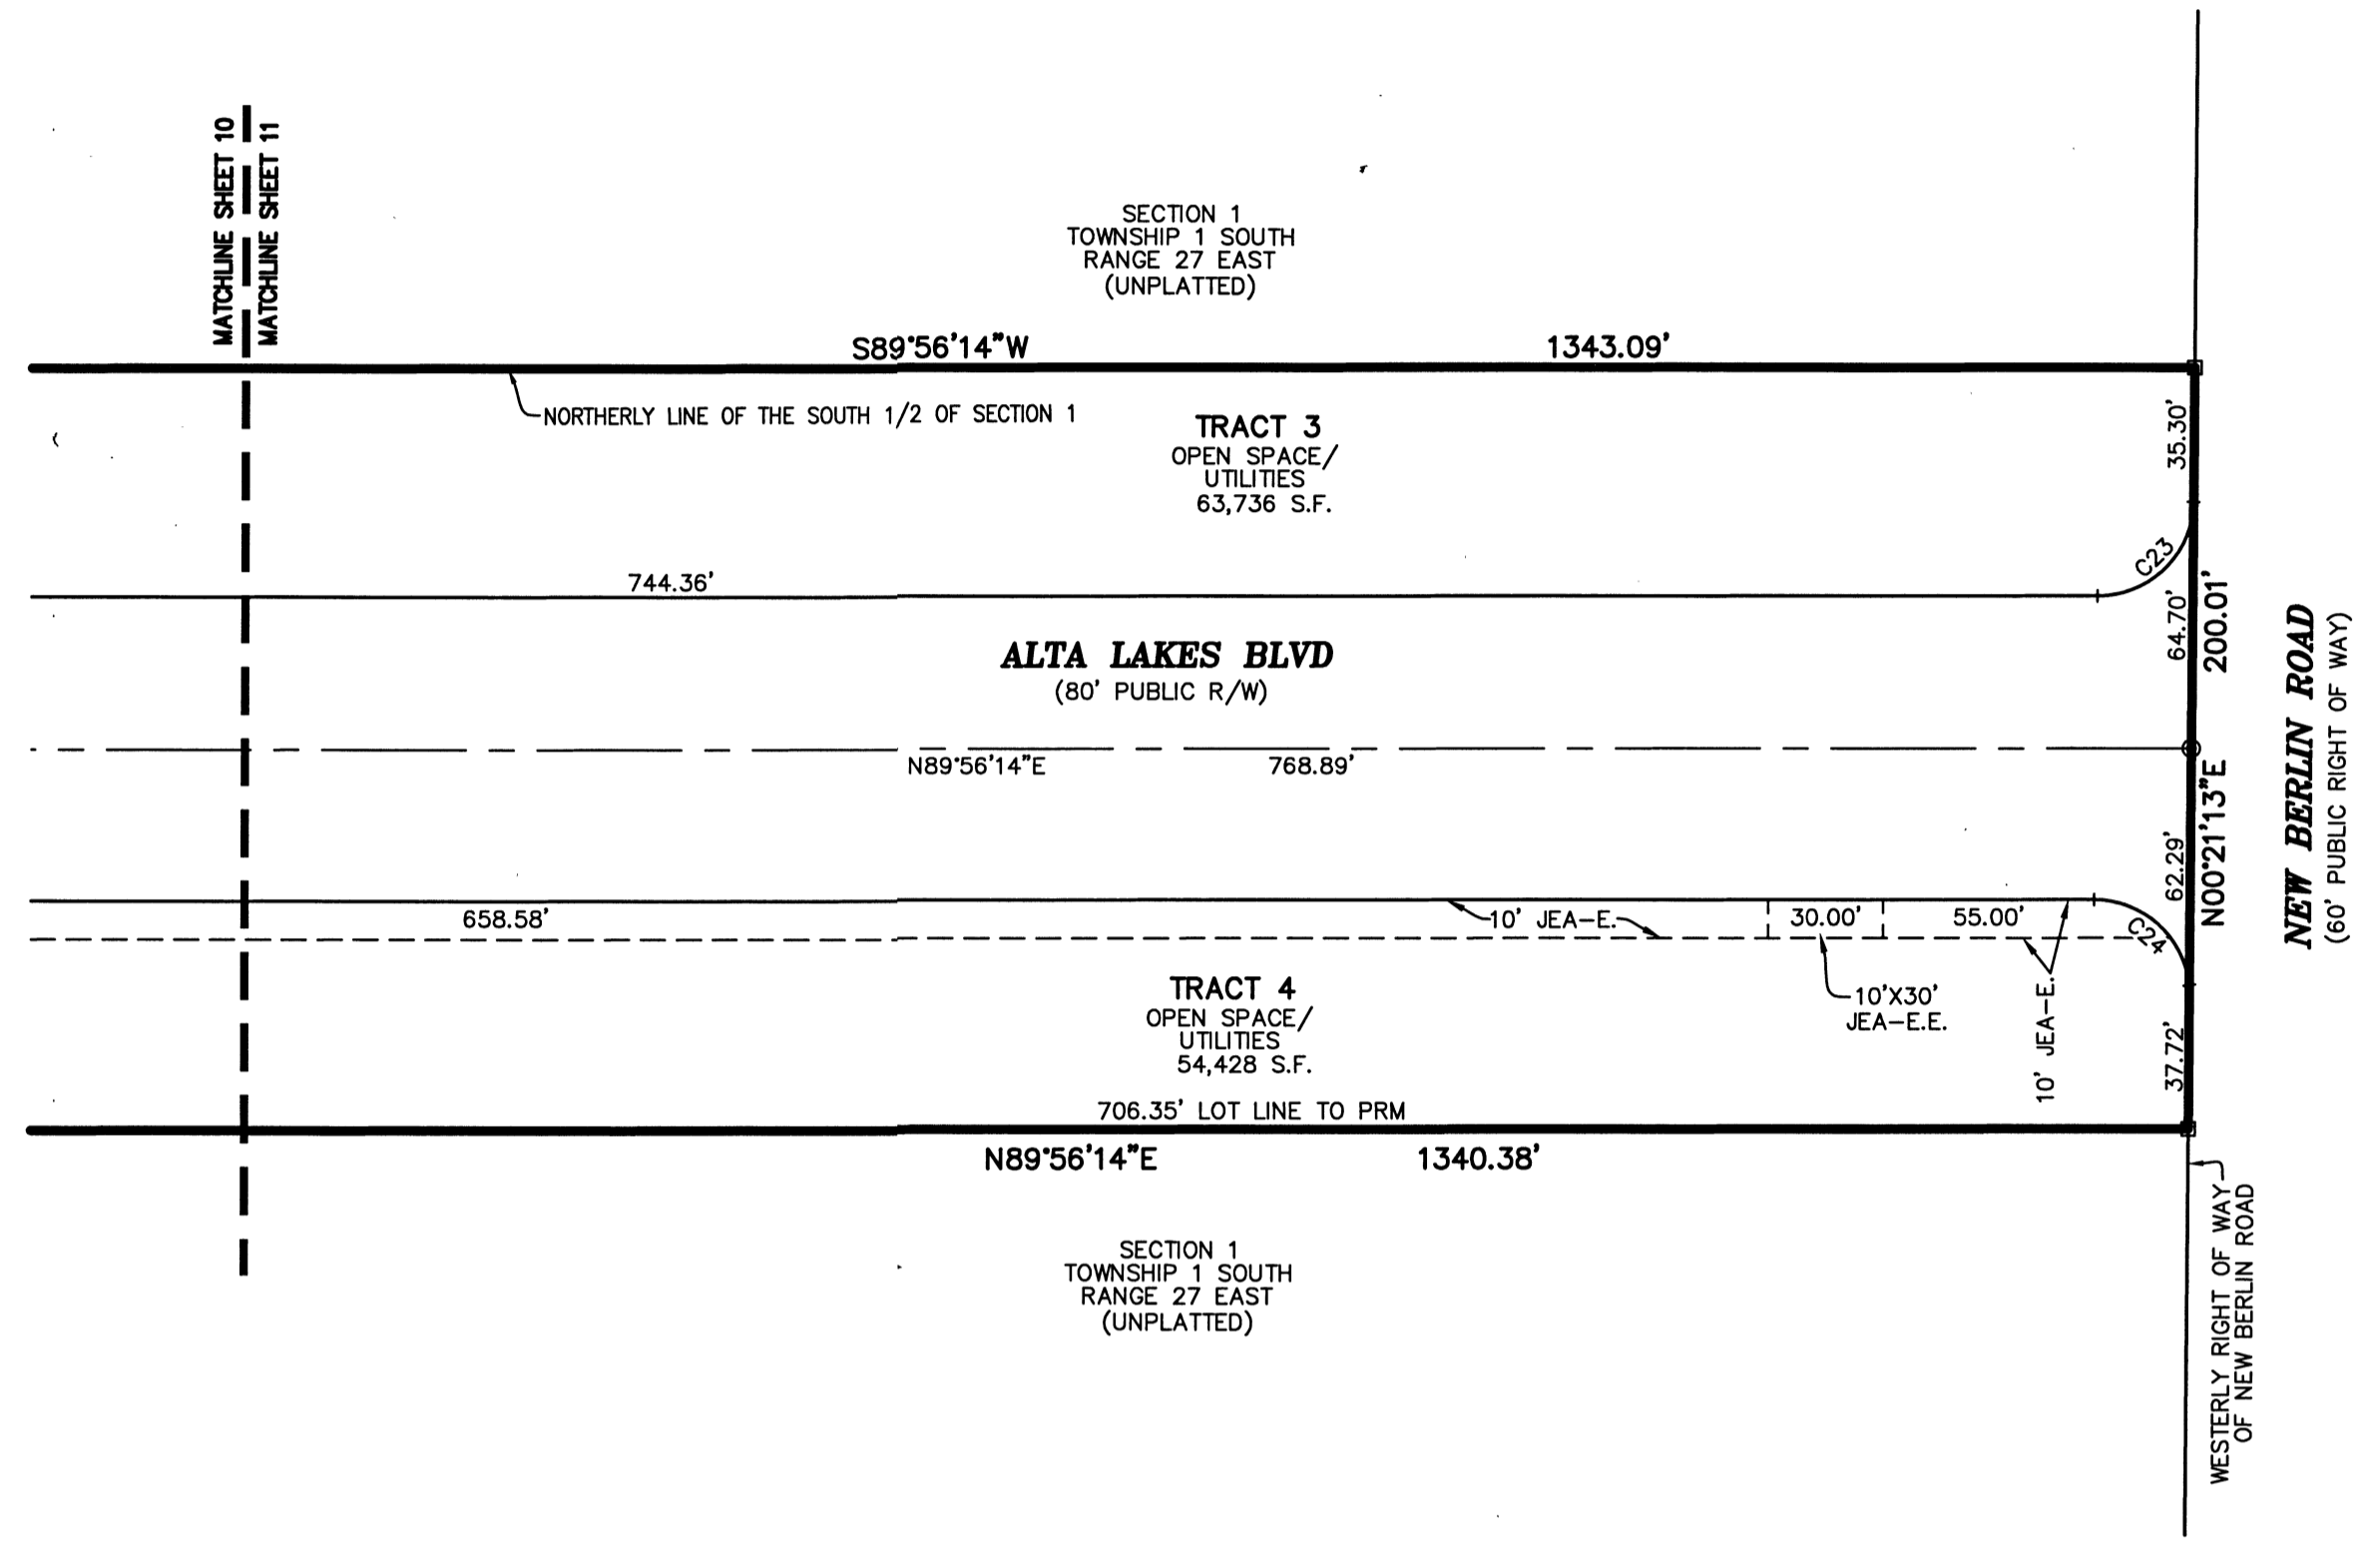 MATCHLINE SHEET 10
MATCHLINE SHEET 11
SECTION 1
TOWNSHIP 1 SOUTH
RANGE 27 EAST
(UNPLATTED)
S89°56'14"W
1343.09'
NORTHERLY LINE OF THE SOUTH 1/2 OF SECTION 1
TRACT 3
OPEN SPACE/
UTILITIES
63,736 S.F.
35.30'
C23
744.36'
64.70'
200.01'
ALTA LAKES BLVD
(80' PUBLIC R/W)
NEW BERLIN ROAD
(60' PUBLIC RIGHT OF WAY)
N89°56'14"E
768.89'
62.29'
N00°21'13"E
658.58'
10' JEA-E.
30.00'
55.00'
C24
TRACT 4
OPEN SPACE/
UTILITIES
54,428 S.F.
10'X30'
JEA-E.E.
10' JEA-E.
37.72'
706.35' LOT LINE TO PRM
N89°56'14"E
1340.38'
WESTERLY RIGHT OF WAY
OF NEW BERLIN ROAD
SECTION 1
TOWNSHIP 1 SOUTH
RANGE 27 EAST
(UNPLATTED)